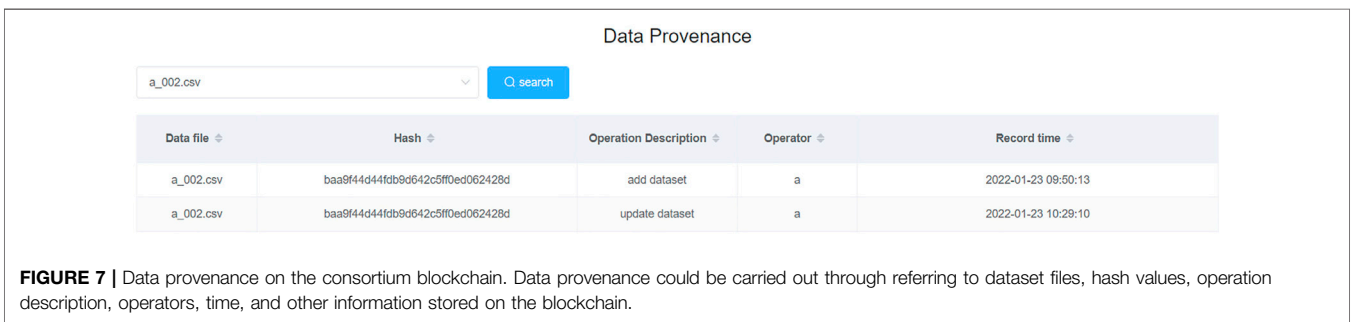 Data Provenance
a_002.csv
search
Data file Hash Operation Description Operator Record time
a_002.csv baa9f44d44fdb9d642c5ff0ed062428d add dataset a 2022-01-23 09:50:13
a_002.csv baa9f44d44fdb9d642c5ff0ed062428d update dataset a 2022-01-23 10:29:10
FIGURE 7 | Data provenance on the consortium blockchain. Data provenance could be carried out through referring to dataset files, hash values, operation
description, operators, time, and other information stored on the blockchain.